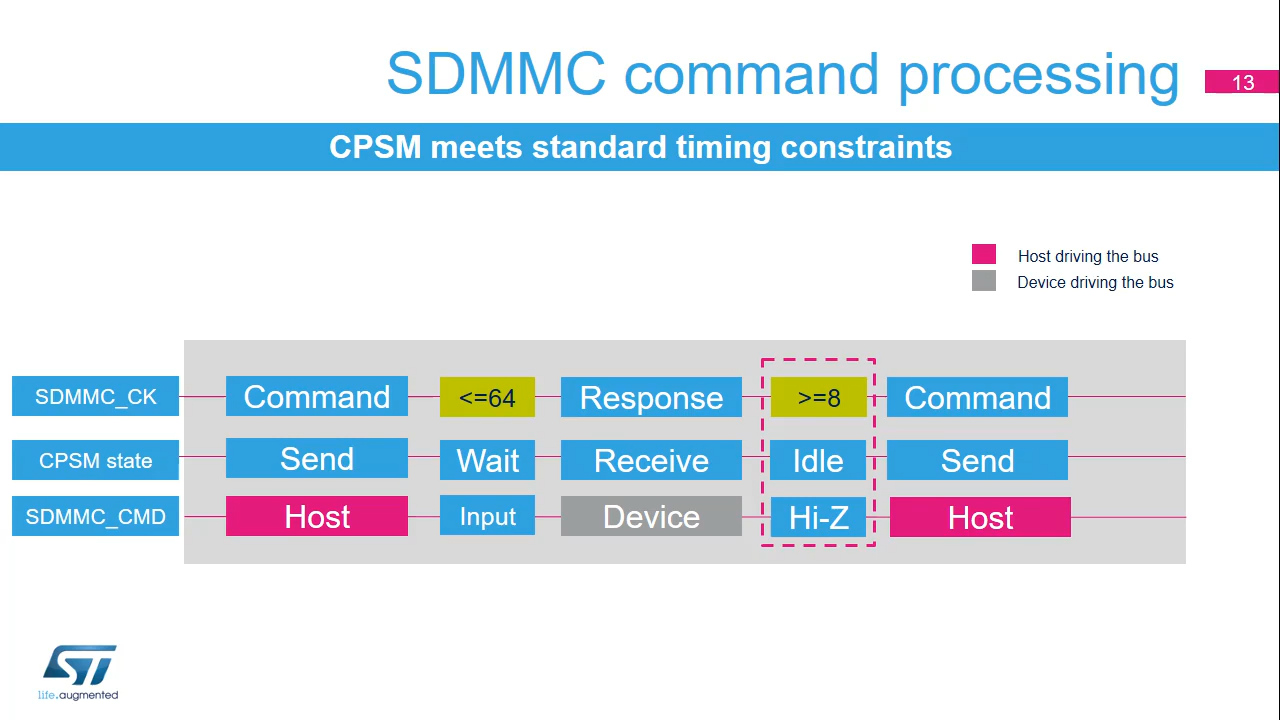 SDMMC command processing
13
CPSM meets standard timing constraints
Host driving the bus
Device driving the bus
SDMMC_CK Command <=64 Response >=8 Command
CPSM state Send Wait Receive Idle Send
SDMMC_CMD Host Input Device Hi-Z Host
ST
life.augmented